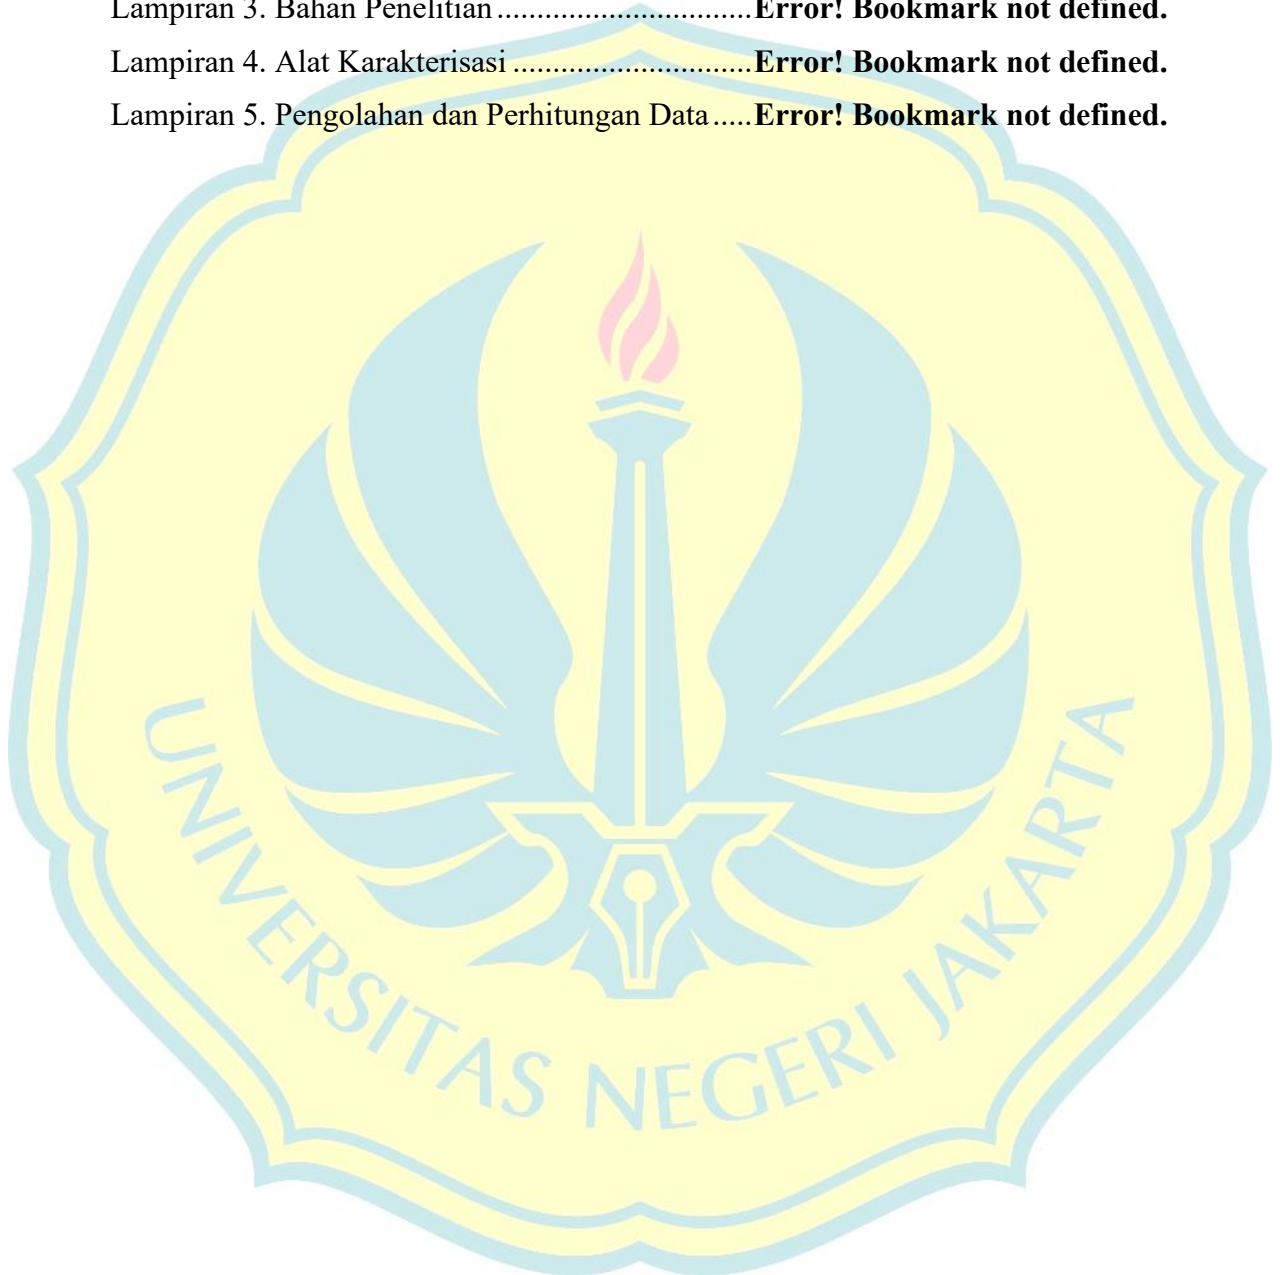 Lampiran 3. Bahan Penelitian ................................ Error! Bookmark not defined.
Lampiran 4. Alat Karakterisasi .............................. Error! Bookmark not defined.
Lampiran 5. Pengolahan dan Perhitungan Data ..... Error! Bookmark not defined.
UNIVERSITAS NEGERI JAKARTA